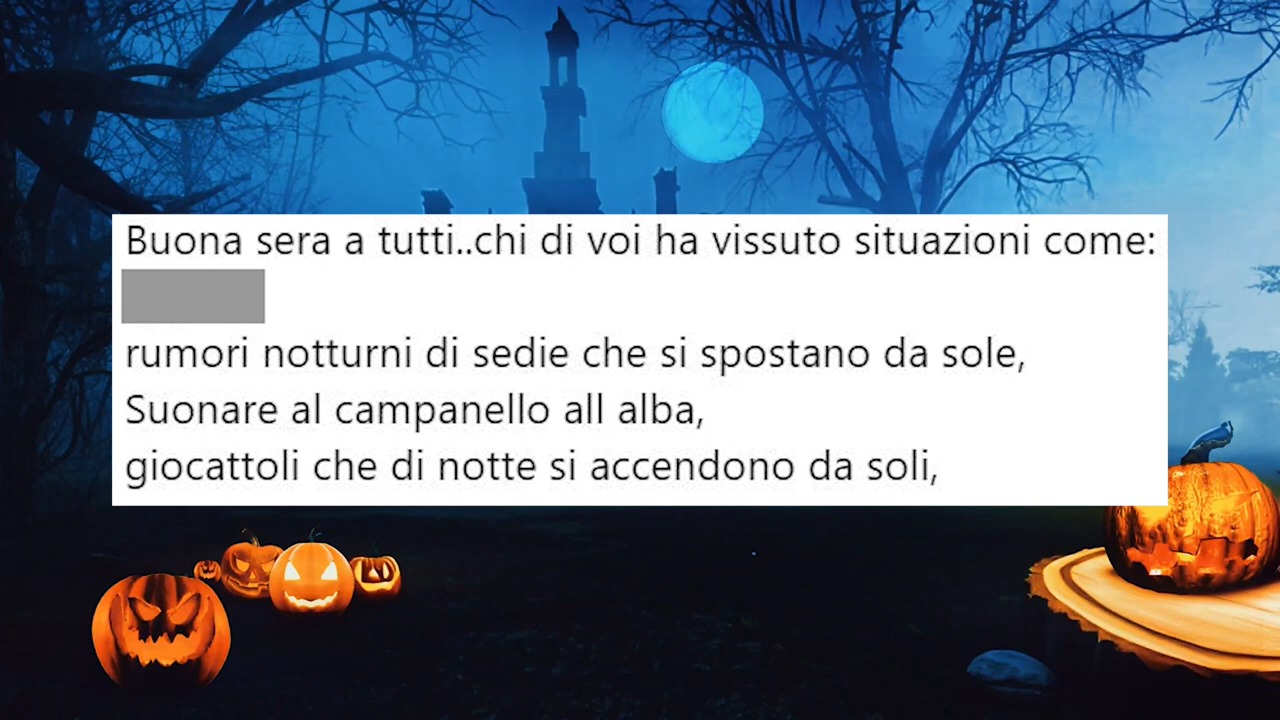 Buona sera a tutti..chi di voi ha vissuto situazioni come:
rumori notturni di sedie che si spostano da sole,
Suonare al campanello all alba,
giocattoli che di notte si accendono da soli,